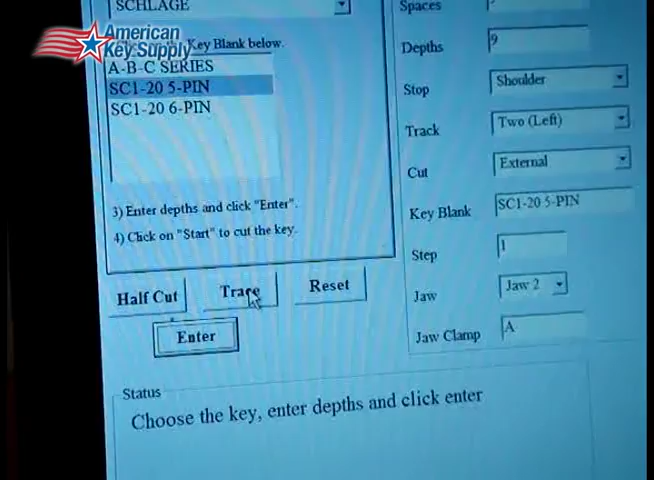 SCHLAGE
American
Key Supply
Key Blank below.
A-B-C SERIES
SC1-20 5-PIN
SC1-20 6-PIN
3) Enter depths and click "Enter".
4) Click on "Start" to cut the key.
Half Cut
Trace
Reset
Enter
Spaces
Depths
9
Stop
Shoulder
Track
Two (Left)
Cut
External
Key Blank
SC1-20 5-PIN
Step
1
Jaw
Jaw 2
Jaw Clamp
A
Status
Choose the key, enter depths and click enter